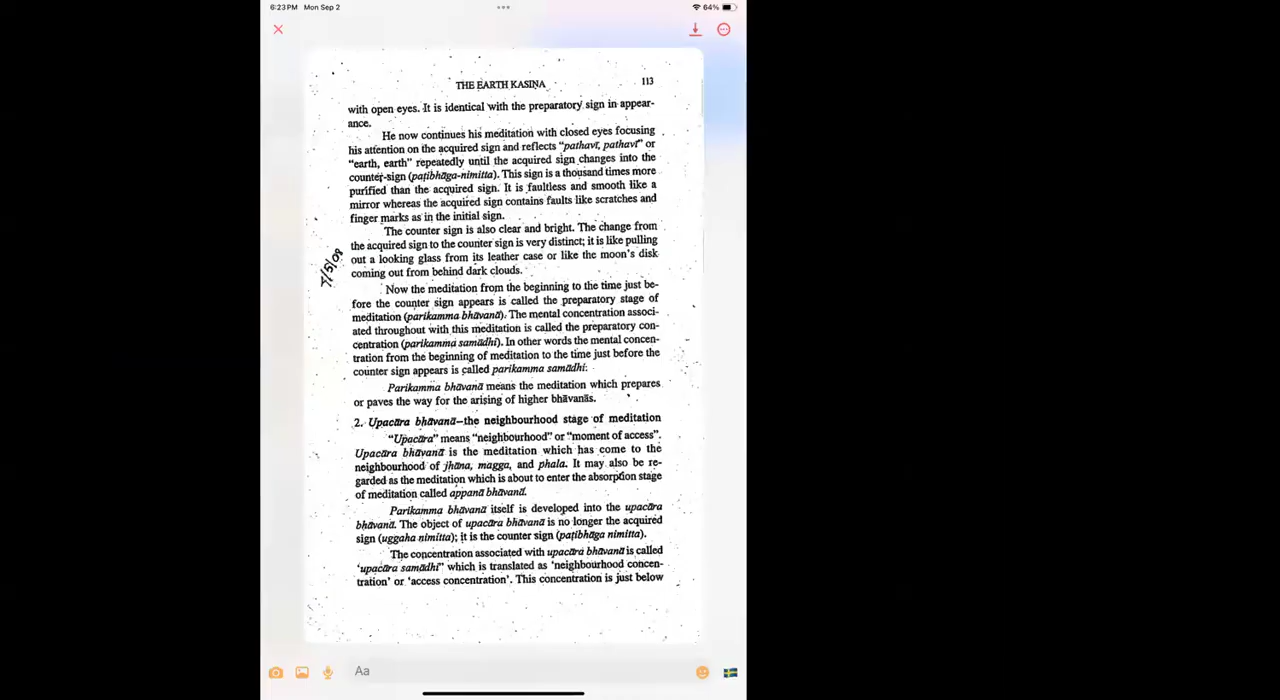 6:23 PM Mon Sep 2
64%
THE EARTH KASIṆA
113
with open eyes. It is identical with the preparatory sign in appear-
ance.
He now continues his meditation with closed eyes focusing
his attention on the acquired sign and reflects "pathavī, pathavī" or
"earth, earth" repeatedly until the acquired sign changes into the
counter-sign (paṭibhāga-nimitta). This sign is a thousand times more
purified than the acquired sign. It is faultless and smooth like a
mirror whereas the acquired sign contains faults like scratches and
finger marks as in the initial sign.
The counter sign is also clear and bright. The change from
the acquired sign to the counter sign is very distinct; it is like pulling
out a looking glass from its leather case or like the moon's disk
coming out from behind dark clouds.
7/5/08
Now the meditation from the beginning to the time just be-
fore the counter sign appears is called the preparatory stage of
meditation (parikamma bhāvanā). The mental concentration associ-
ated throughout with this meditation is called the preparatory con-
centration (parikamma samādhi). In other words the mental concen-
tration from the beginning of meditation to the time just before the
counter sign appears is called parikamma samādhi.
Parikamma bhāvanā means the meditation which prepares
or paves the way for the arising of higher bhāvanās.
2. Upacāra bhāvanā–the neighbourhood stage of meditation
"Upacāra" means "neighbourhood" or "moment of access".
Upacāra bhāvanā is the meditation which has come to the
neighbourhood of jhāna, magga, and phala. It may also be re-
garded as the meditation which is about to enter the absorption stage
of meditation called appanā bhāvanā.
Parikamma bhāvanā itself is developed into the upacāra
bhāvanā. The object of upacāra bhāvanā is no longer the acquired
sign (uggaha nimitta); it is the counter sign (paṭibhāga nimitta).
The concentration associated with upacāra bhāvanā is called
'upacāra samādhi" which is translated as 'neighbourhood concen-
tration' or 'access concentration'. This concentration is just below
Aa